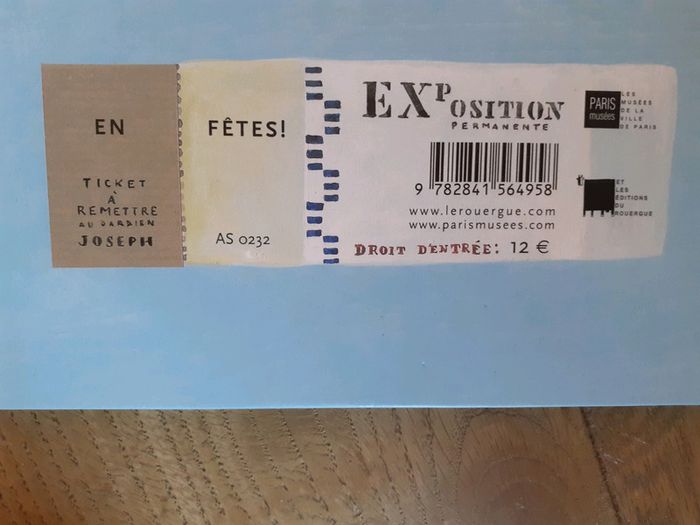 EN
TICKET
À
REMETTRE
AU GARDIEN
JOSEPH
FÊTES!
AS 0232
EXPOSITION
PERMANENTE
9 782841 564958
www.lerouergue.com
www.parismusees.com
DROIT D'ENTRÉE: 12 €
PARIS
musées
LES
MUSÉES
DE LA
VILLE
DE PARIS
ET
LES
ÉDITIONS
DU
ROUERGUE